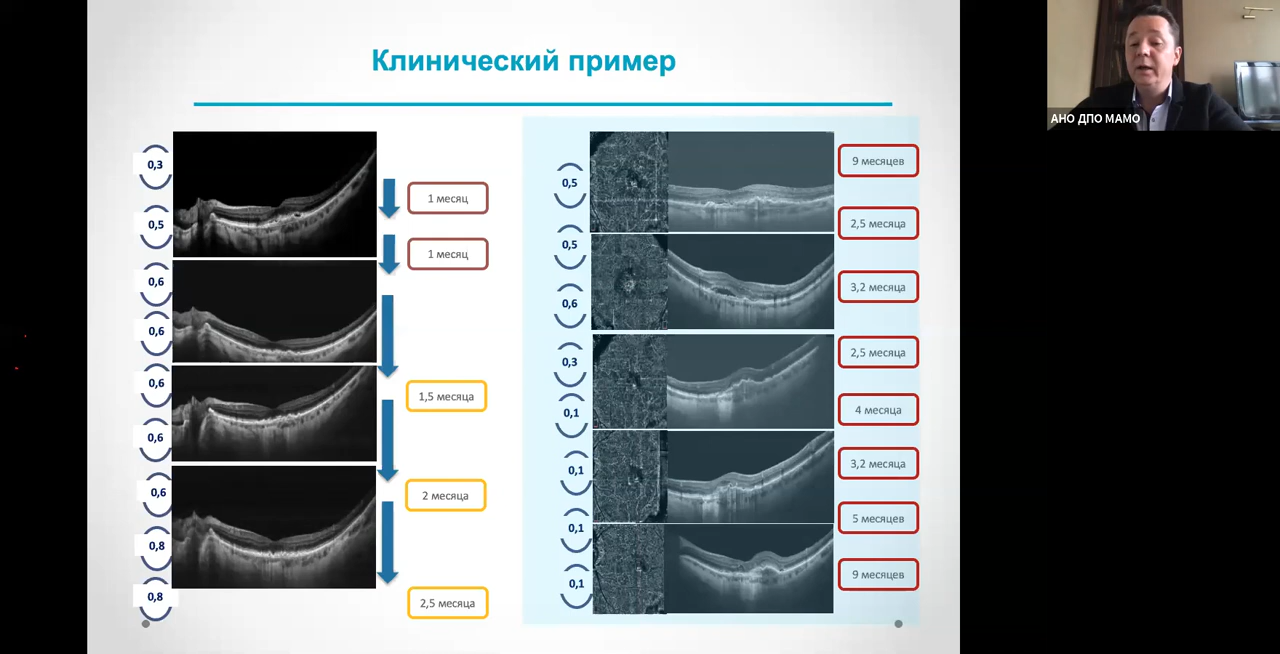 Клинический пример
АНО ДПО МАМО
0,3
0,5
0,6
0,6
0,6
0,6
0,6
0,8
0,8
1 месяц
1 месяц
1,5 месяца
2 месяца
2,5 месяца
0,5
0,5
0,6
0,3
0,1
0,1
0,1
0,1
9 месяцев
2,5 месяца
3,2 месяца
2,5 месяца
4 месяца
3,2 месяца
5 месяцев
9 месяцев